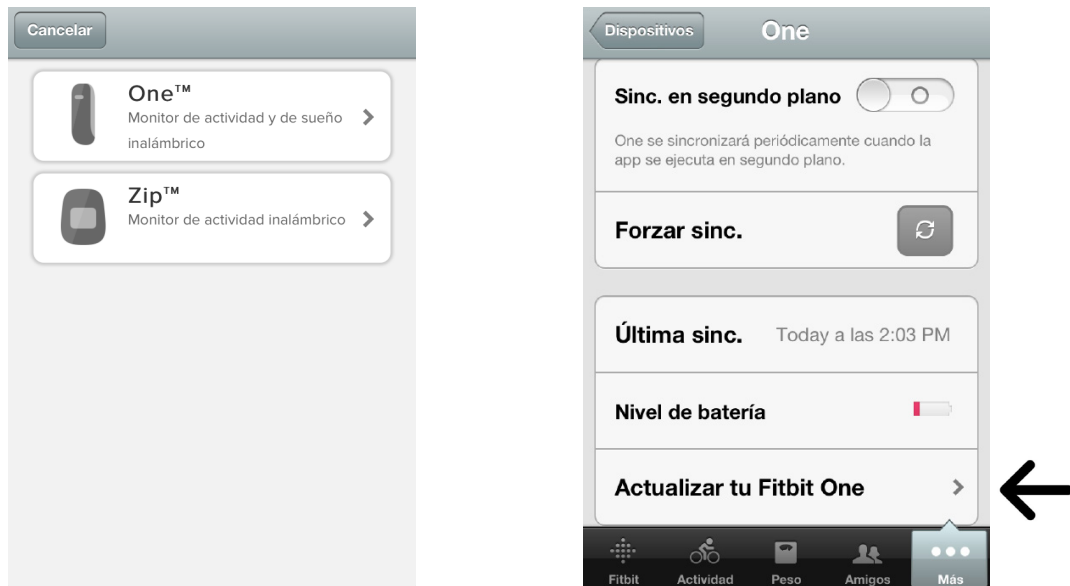 Cancelar
One™
Monitor de actividad y de sueño
inalámbrico
Zip™
Monitor de actividad inalámbrico
Dispositivos
One
Sinc. en segundo plano
One se sincronizará periódicamente cuando la
app se ejecuta en segundo plano.
Forzar sinc.
Última sinc. Today a las 2:03 PM
Nivel de batería
Actualizar tu Fitbit One
Fitbit Actividad Peso Amigos Más